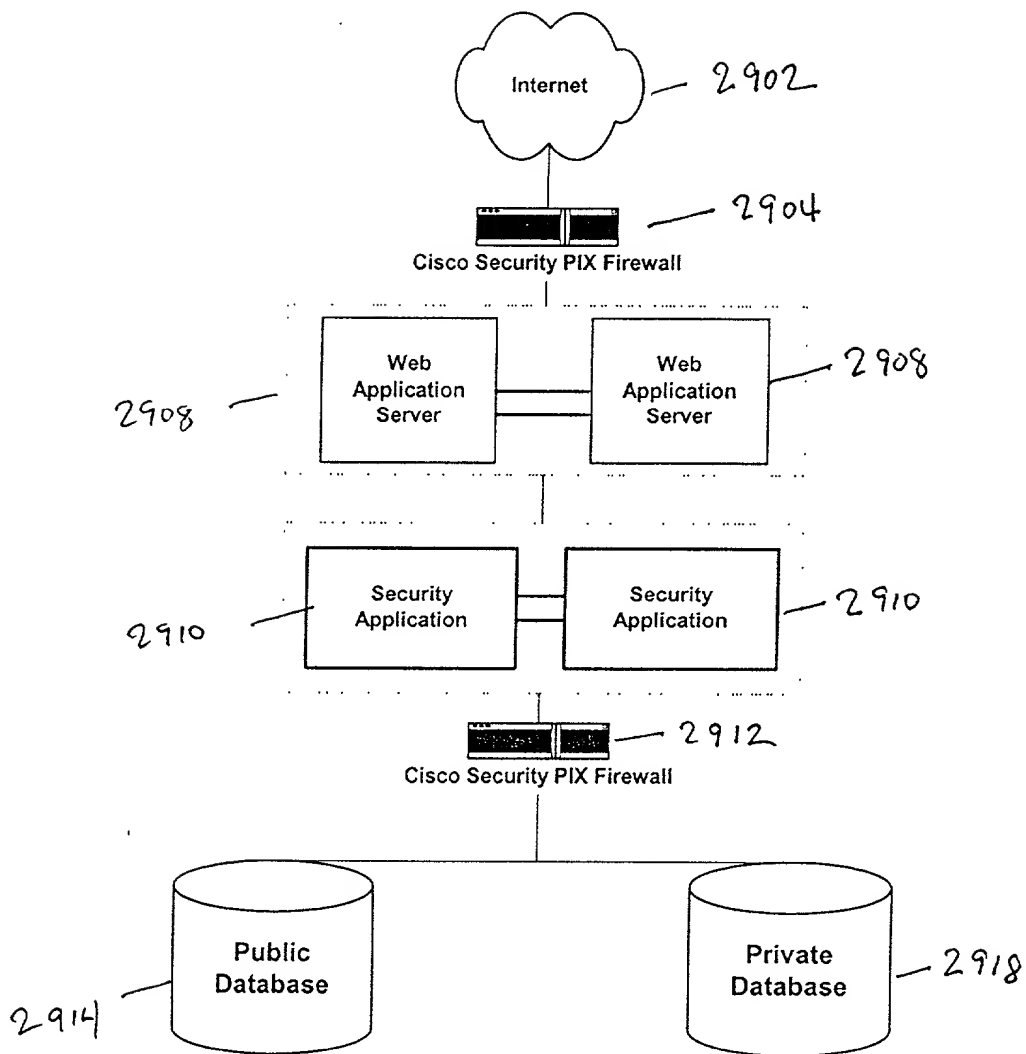 Internet
2902
2904
Cisco Security PIX Firewall
Web
Application
Server
Web
Application
Server
2908
2908
Security
Application
Security
Application
2910
2910
2912
Cisco Security PIX Firewall
Public
Database
Private
Database
2914
2918